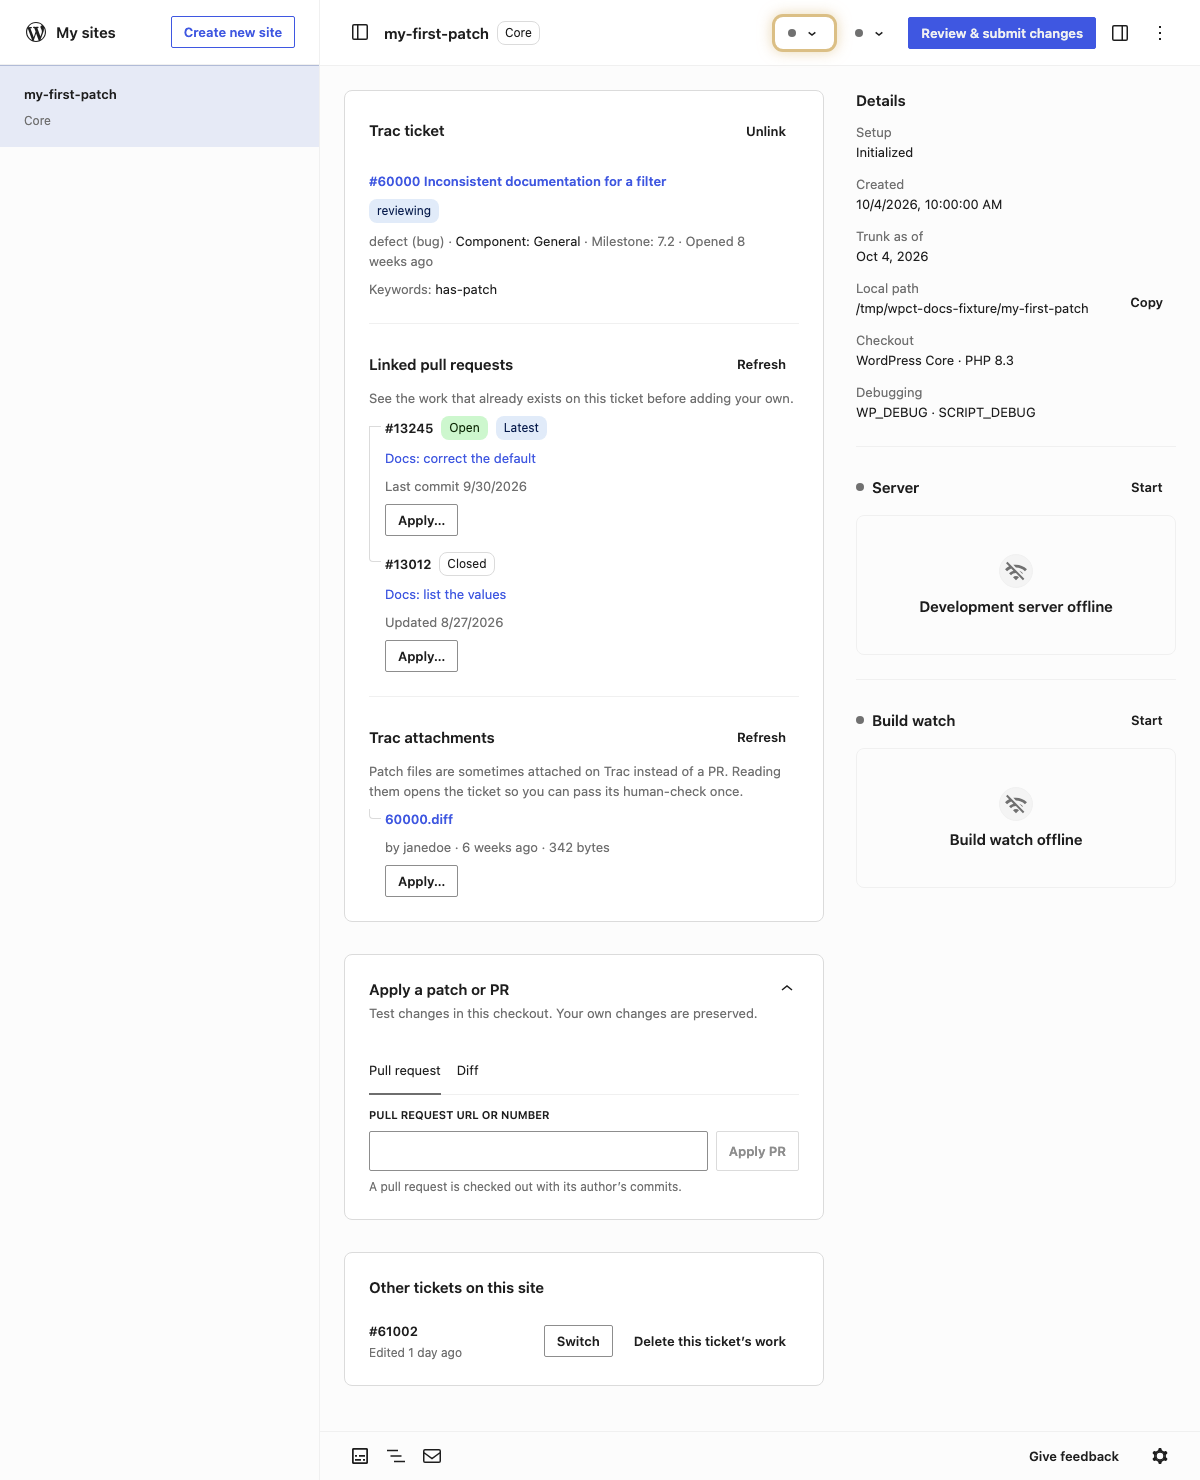 My sites
Create new site
my-first-patch
Core
my-first-patch
Core
Review & submit changes
Trac ticket
Unlink
#60000 Inconsistent documentation for a filter
reviewing
defect (bug) · Component: General · Milestone: 7.2 · Opened 8
weeks ago
Keywords: has-patch
Linked pull requests
Refresh
See the work that already exists on this ticket before adding your own.
#13245 Open Latest
Docs: correct the default
Last commit 9/30/2026
Apply...
#13012 Closed
Docs: list the values
Updated 8/27/2026
Apply...
Trac attachments
Refresh
Patch files are sometimes attached on Trac instead of a PR. Reading
them opens the ticket so you can pass its human-check once.
60000.diff
by janedoe · 6 weeks ago · 342 bytes
Apply...
Apply a patch or PR
Test changes in this checkout. Your own changes are preserved.
Pull request Diff
PULL REQUEST URL OR NUMBER
Apply PR
A pull request is checked out with its author's commits.
Other tickets on this site
#61002
Edited 1 day ago
Switch
Delete this ticket's work
Details
Setup
Initialized
Created
10/4/2026, 10:00:00 AM
Trunk as of
Oct 4, 2026
Local path
/tmp/wpct-docs-fixture/my-first-patch
Copy
Checkout
WordPress Core · PHP 8.3
Debugging
WP_DEBUG · SCRIPT_DEBUG
Server
Start
Development server offline
Build watch
Start
Build watch offline
Give feedback